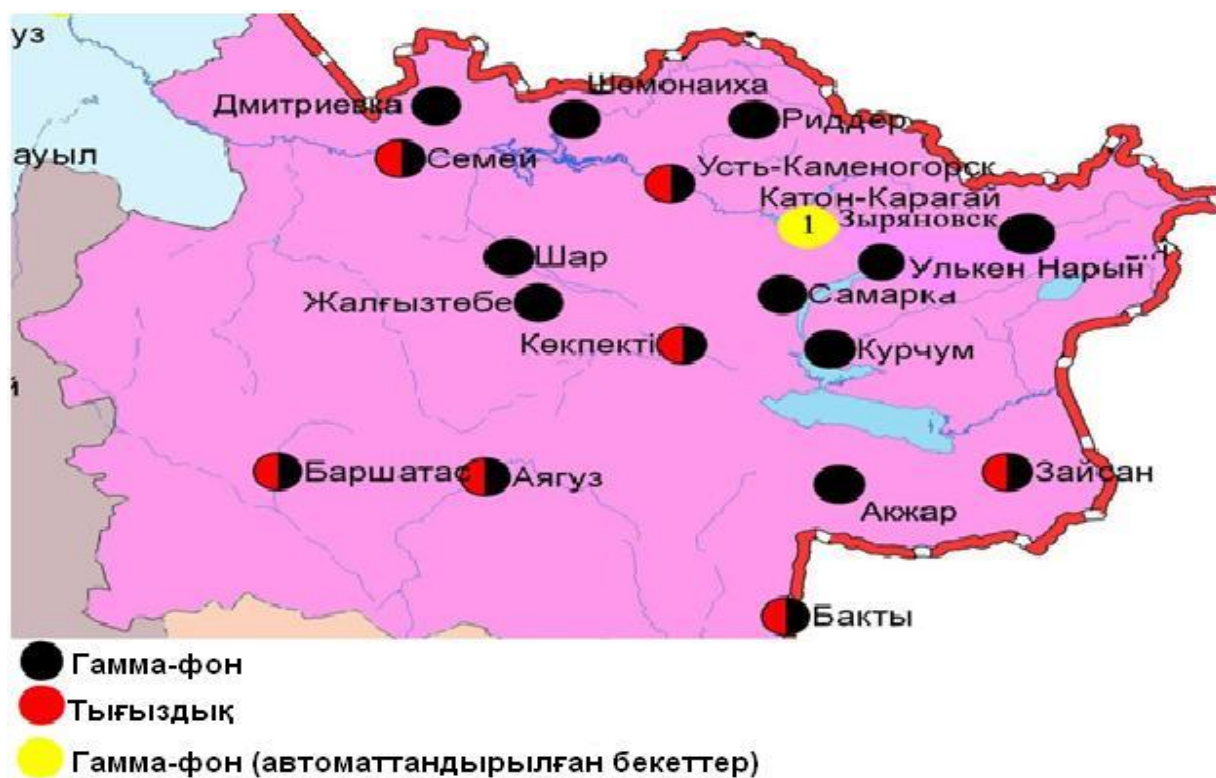 уз
Шемонаиха
Дмитриевка
Риддер
ауыл
Семей
Усть-Каменогорск
Катон-Карагай
1
Зыряновск
Шар
Улькен Нарын
Самарка
Жалғызтөбе
Көкпекті
Курчум
й
Баршатас
Аягуз
Зайсан
Акжар
Бакты
Гамма-фон
Тығыздық
Гамма-фон (автоматтандырылған бекеттер)